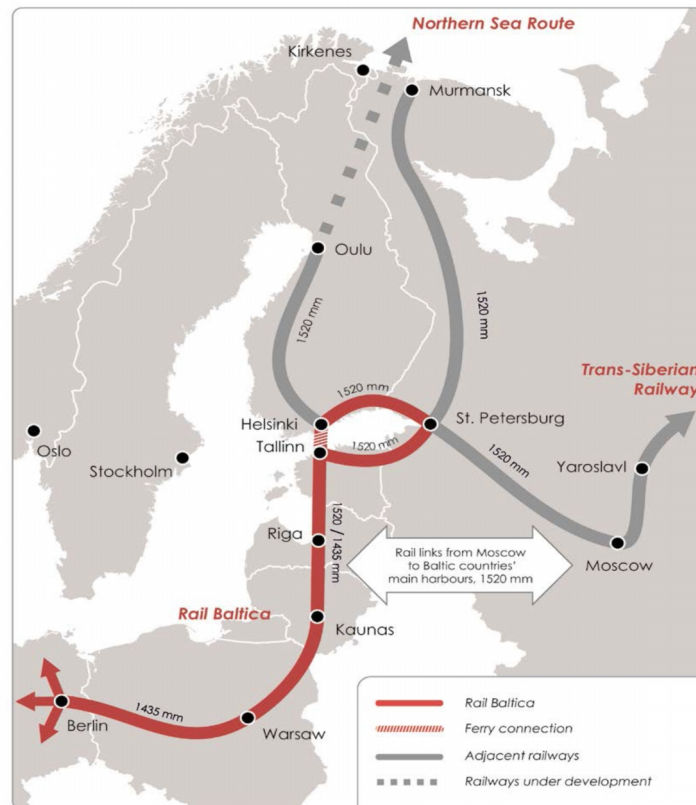 Northern Sea Route
Kirkenes
Murmansk
Oulu
1520 mm
1520 mm
Trans-Siberian
Railway
1520 mm
Helsinki
St. Petersburg
Tallinn
1520 mm
Oslo
Stockholm
1520 mm
Yaroslavl
Riga
1520 / 1435 mm
Rail links from Moscow
to Baltic countries'
main harbours, 1520 mm
Moscow
Rail Baltica
Kaunas
1435 mm
Berlin
Warsaw
Rail Baltica
Ferry connection
Adjacent railways
Railways under development